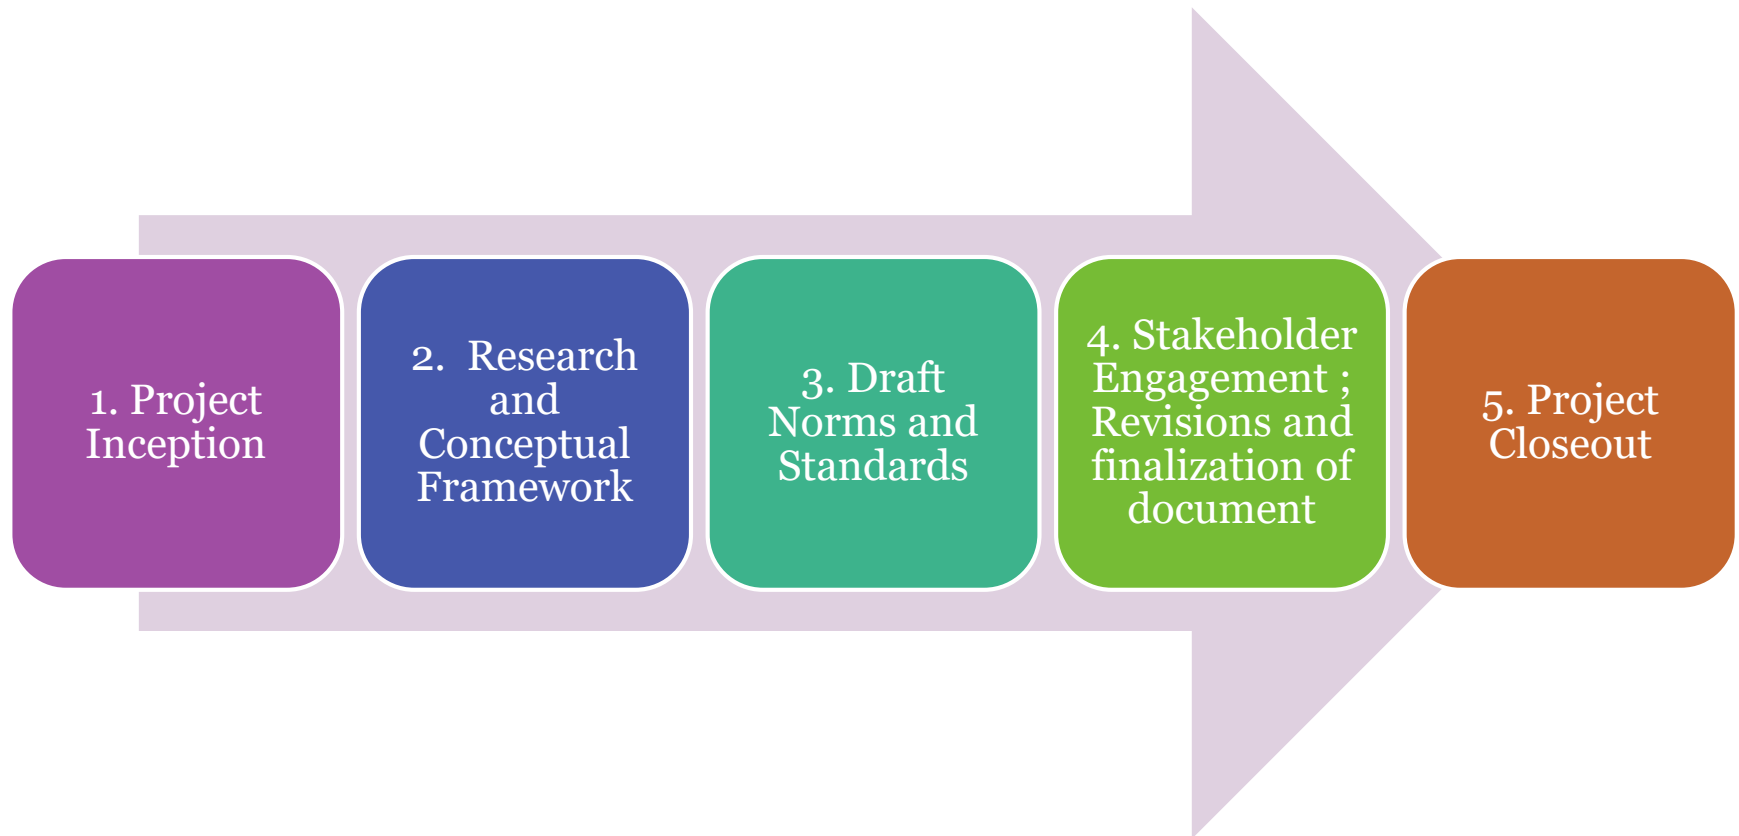 1. Project
Inception
2.  Research
and
Conceptual
Framework
3. Draft
Norms and
Standards
4. Stakeholder
Engagement ;
Revisions and
finalization of
document
5. Project
Closeout